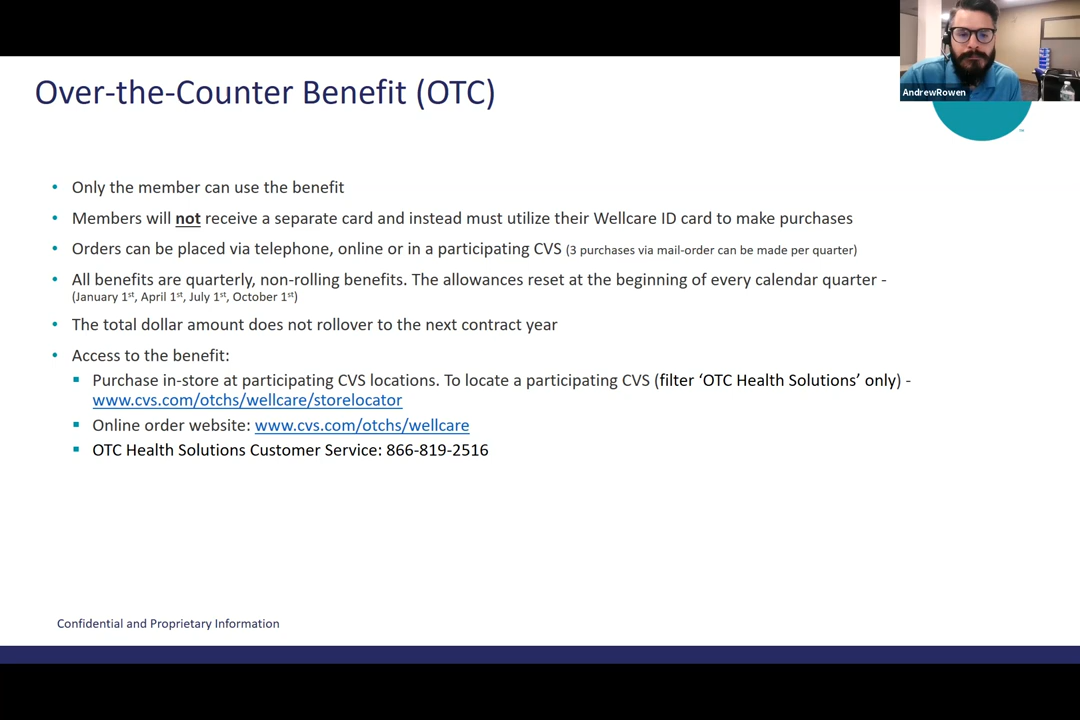 Over-the-Counter Benefit (OTC)
AndrewRowen
™
• Only the member can use the benefit
• Members will not receive a separate card and instead must utilize their Wellcare ID card to make purchases
• Orders can be placed via telephone, online or in a participating CVS (3 purchases via mail-order can be made per quarter)
• All benefits are quarterly, non-rolling benefits. The allowances reset at the beginning of every calendar quarter -
(January 1st, April 1st, July 1st, October 1st)
• The total dollar amount does not rollover to the next contract year
• Access to the benefit:
▪ Purchase in-store at participating CVS locations. To locate a participating CVS (filter ‘OTC Health Solutions’ only) -
www.cvs.com/otchs/wellcare/storelocator
▪ Online order website: www.cvs.com/otchs/wellcare
▪ OTC Health Solutions Customer Service: 866-819-2516
Confidential and Proprietary Information